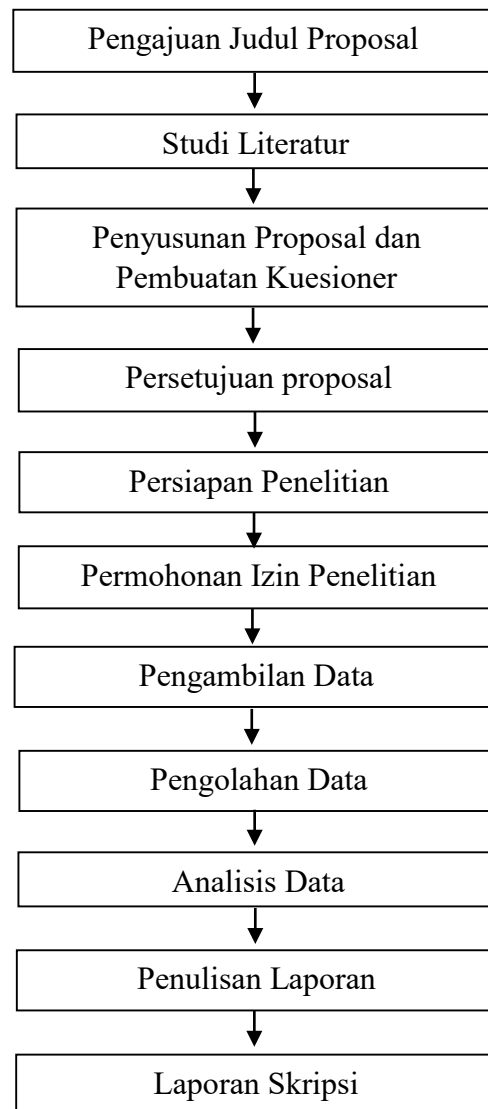 Pengajuan Judul Proposal
Studi Literatur
Penyusunan Proposal dan
Pembuatan Kuesioner
Persetujuan proposal
Persiapan Penelitian
Permohonan Izin Penelitian
Pengambilan Data
Pengolahan Data
Analisis Data
Penulisan Laporan
Laporan Skripsi